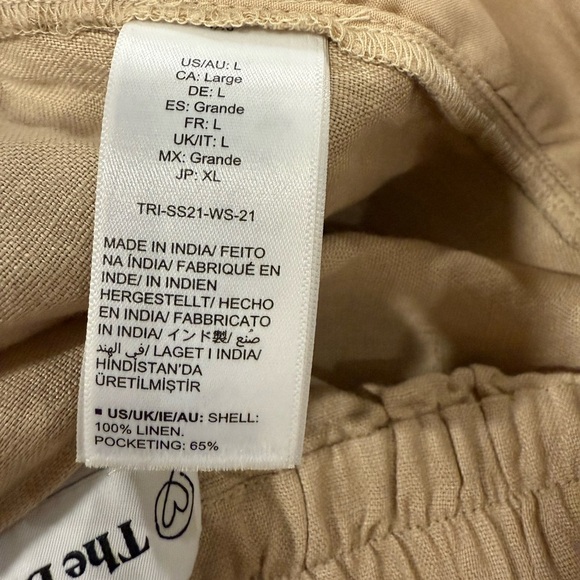 US/AU: L
CA: Large
DE: L
ES: Grande
FR: L
UK/IT: L
MX: Grande
JP: XL
TRI-SS21-WS-21
MADE IN INDIA/ FEITO
NA ÍNDIA/ FABRIQUÉ EN
INDE/ IN INDIEN
HERGESTELLT/ HECHO
EN INDIA/ FABBRICATO
IN INDIA/ インド製/ صُنع
في الهند/ LAGET I INDIA/
HİNDİSTAN'DA
ÜRETİLMİŞTİR
■ US/UK/IE/AU: SHELL:
100% LINEN.
POCKETING: 65%
The